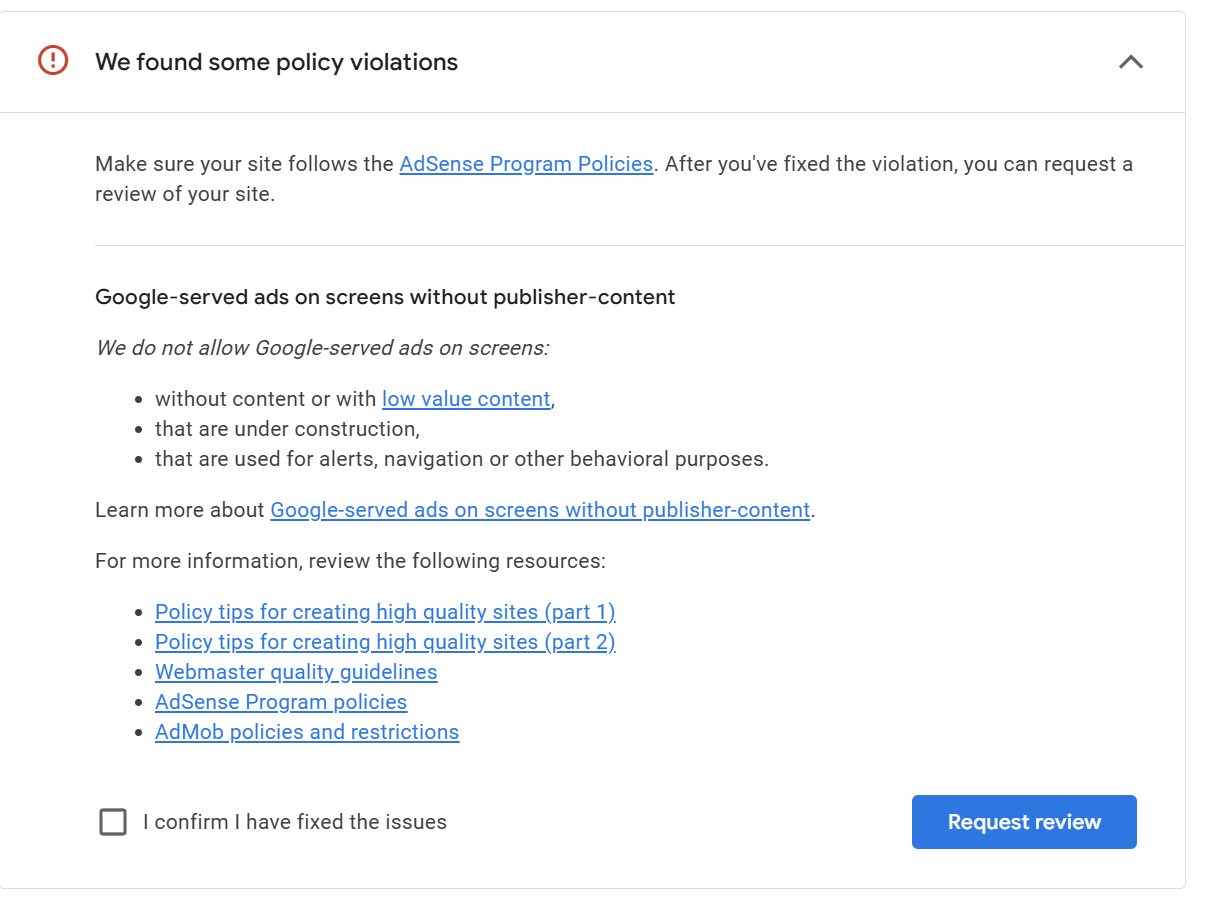 We found some policy violations
Make sure your site follows the AdSense Program Policies. After you've fixed the violation, you can request a
review of your site.
Google-served ads on screens without publisher-content
We do not allow Google-served ads on screens:
• without content or with low value content,
• that are under construction,
• that are used for alerts, navigation or other behavioral purposes.
Learn more about Google-served ads on screens without publisher-content.
For more information, review the following resources:
• Policy tips for creating high quality sites (part 1)
• Policy tips for creating high quality sites (part 2)
• Webmaster quality guidelines
• AdSense Program policies
• AdMob policies and restrictions
I confirm I have fixed the issues
Request review